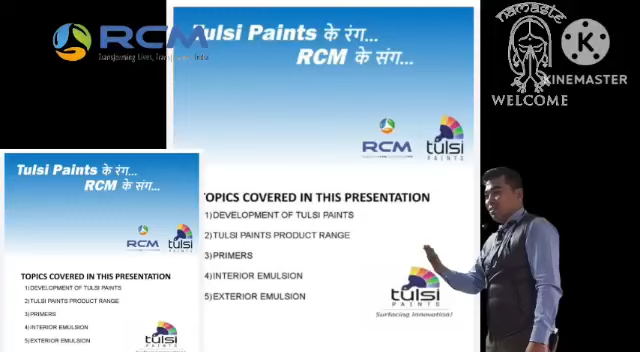 RCM
Transforming Lives, Transforming India
Tulsi Paints के रंग...
RCM के संग...
RCM
tulsi
PAINTS
TOPICS COVERED IN THIS PRESENTATION
1)DEVELOPMENT OF TULSI PAINTS
2)TULSI PAINTS PRODUCT RANGE
3)PRIMERS
4)INTERIOR EMULSION
5)EXTERIOR EMULSION
tulsi
PAINTS
Surfacing Innovation!
namaste
WELCOME
KINEMASTER
Tulsi Paints के रंग...
RCM के संग...
RCM
tulsi
PAINTS
TOPICS COVERED IN THIS PRESENTATION
1)DEVELOPMENT OF TULSI PAINTS
2)TULSI PAINTS PRODUCT RANGE
3)PRIMERS
4)INTERIOR EMULSION
5)EXTERIOR EMULSION
tulsi